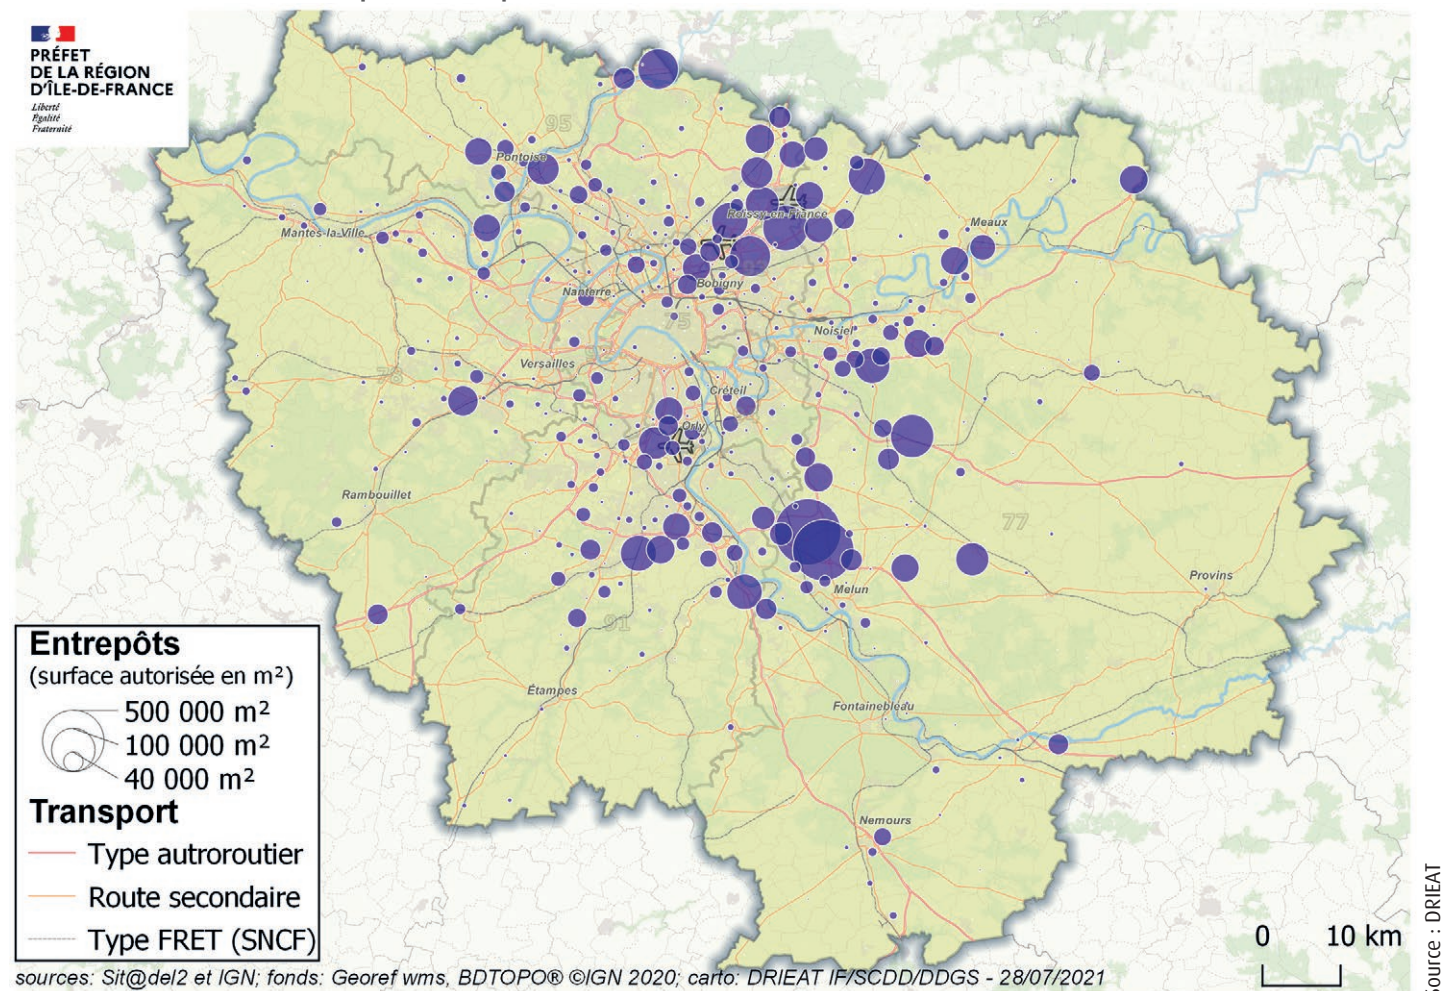 PRÉFET
DE LA RÉGION
D'ÎLE-DE-FRANCE
Liberté
Égalité
Fraternité
95
Pontoise
Roissy-en-France
Meaux
Mantes-la-Ville
Bobigny
Nanterre
75
Noisiel
Versailles
78
Créteil
Orly
Rambouillet
77
Provins
Melun
91
Étampes
Fontainebleau
Nemours
Entrepôts
(surface autorisée en m²)
500 000 m²
100 000 m²
40 000 m²
Transport
Type autroroutier
Route secondaire
Type FRET (SNCF)
0 10 km
sources: Sit@del2 et IGN; fonds: Georef wms, BDTOPO® ©IGN 2020; carto: DRIEAT IF/SCDD/DDGS - 28/07/2021
Source : DRIEAT